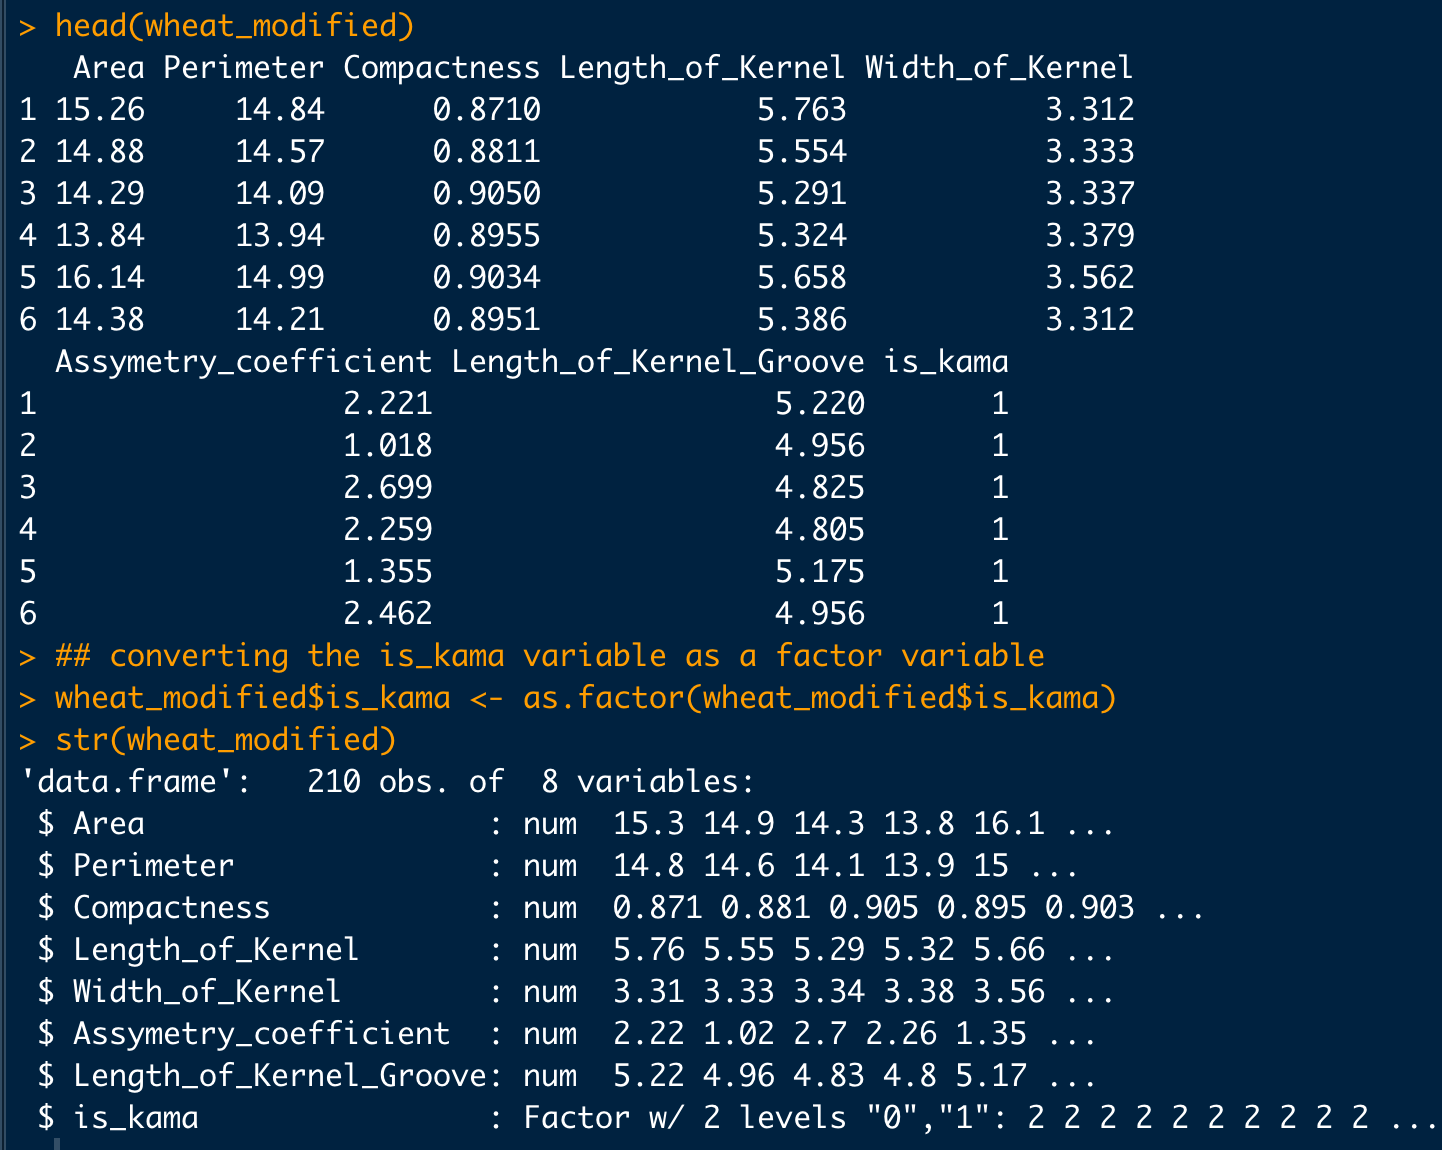 > head(wheat_modified)
   Area Perimeter Compactness Length_of_Kernel Width_of_Kernel
1 15.26     14.84      0.8710            5.763           3.312
2 14.88     14.57      0.8811            5.554           3.333
3 14.29     14.09      0.9050            5.291           3.337
4 13.84     13.94      0.8955            5.324           3.379
5 16.14     14.99      0.9034            5.658           3.562
6 14.38     14.21      0.8951            5.386           3.312
  Assymetry_coefficient Length_of_Kernel_Groove is_kama
1                 2.221                   5.220       1
2                 1.018                   4.956       1
3                 2.699                   4.825       1
4                 2.259                   4.805       1
5                 1.355                   5.175       1
6                 2.462                   4.956       1
> ## converting the is_kama variable as a factor variable
> wheat_modified$is_kama <- as.factor(wheat_modified$is_kama)
> str(wheat_modified)
'data.frame':   210 obs. of  8 variables:
 $ Area                   : num  15.3 14.9 14.3 13.8 16.1 ...
 $ Perimeter              : num  14.8 14.6 14.1 13.9 15 ...
 $ Compactness            : num  0.871 0.881 0.905 0.895 0.903 ...
 $ Length_of_Kernel       : num  5.76 5.55 5.29 5.32 5.66 ...
 $ Width_of_Kernel        : num  3.31 3.33 3.34 3.38 3.56 ...
 $ Assymetry_coefficient  : num  2.22 1.02 2.7 2.26 1.35 ...
 $ Length_of_Kernel_Groove: num  5.22 4.96 4.83 4.8 5.17 ...
 $ is_kama                : Factor w/ 2 levels "0","1": 2 2 2 2 2 2 2 2 2 2 ...